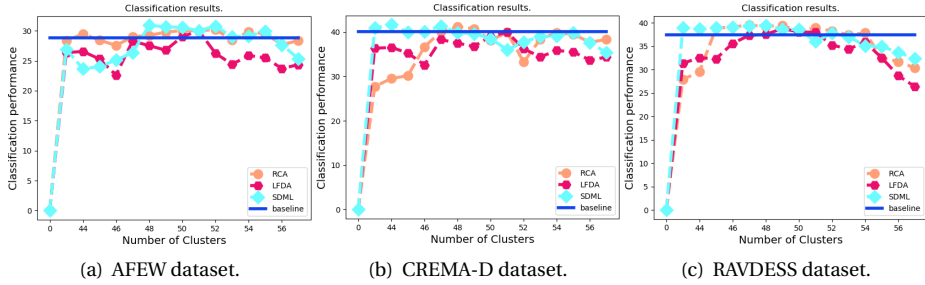 Classification results.
Classification performance
30
25
20
15
10
5
0
0 44 46 48 50 52 54 56
Number of Clusters
RCA
LFDA
SDML
baseline
(a) AFEW dataset.
Classification results.
Classification performance
40
30
20
10
0
0 44 46 48 50 52 54 56
Number of Clusters
RCA
LFDA
SDML
baseline
(b) CREMA-D dataset.
Classification results.
Classification performance
40
35
30
25
20
15
10
5
0
0 44 46 48 50 52 54 56
Number of Clusters
RCA
LFDA
SDML
baseline
(c) RAVDESS dataset.